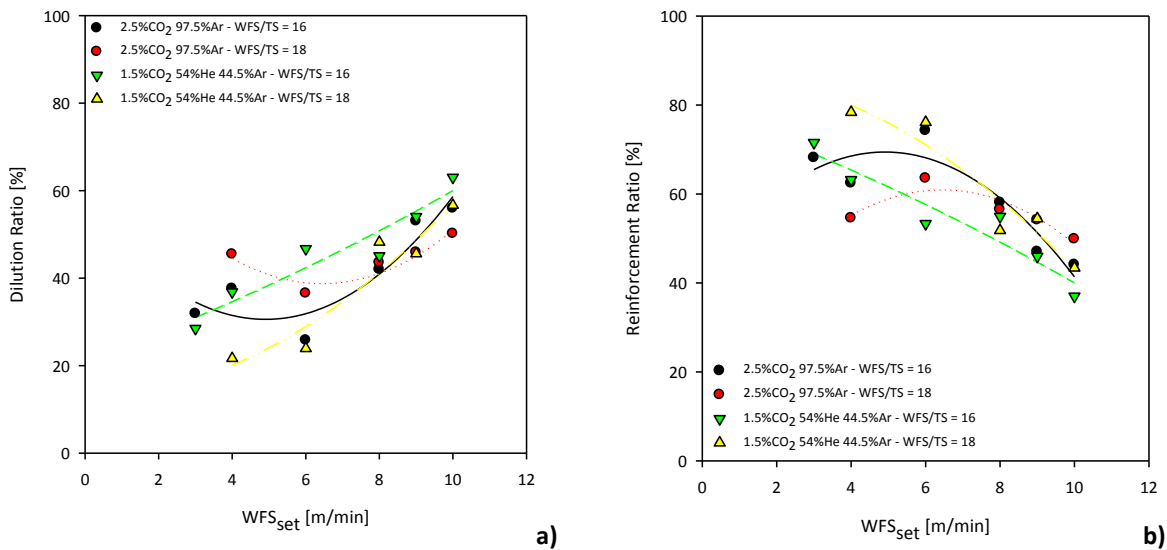 100
80
60
40
20
0
Dilution Ratio [%]
2.5%CO2 97.5%Ar - WFS/TS = 16
2.5%CO2 97.5%Ar - WFS/TS = 18
1.5%CO2 54%He 44.5%Ar - WFS/TS = 16
1.5%CO2 54%He 44.5%Ar - WFS/TS = 18
0 2 4 6 8 10 12
WFSset [m/min]
a)
100
80
60
40
20
0
Reinforcement Ratio [%]
2.5%CO2 97.5%Ar - WFS/TS = 16
2.5%CO2 97.5%Ar - WFS/TS = 18
1.5%CO2 54%He 44.5%Ar - WFS/TS = 16
1.5%CO2 54%He 44.5%Ar - WFS/TS = 18
0 2 4 6 8 10 12
WFSset [m/min]
b)